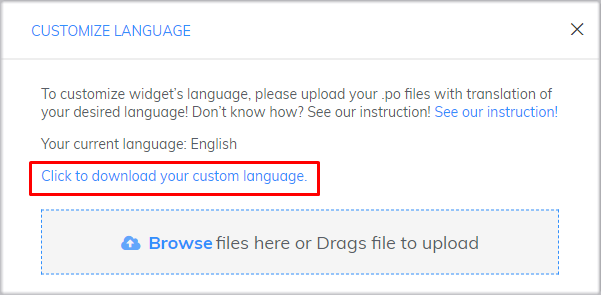 CUSTOMIZE LANGUAGE
To customize widget's language, please upload your .po files with translation of
your desired language! Don't know how? See our instruction! See our instruction!
Your current language: English
Click to download your custom language.
Browse files here or Drags file to upload